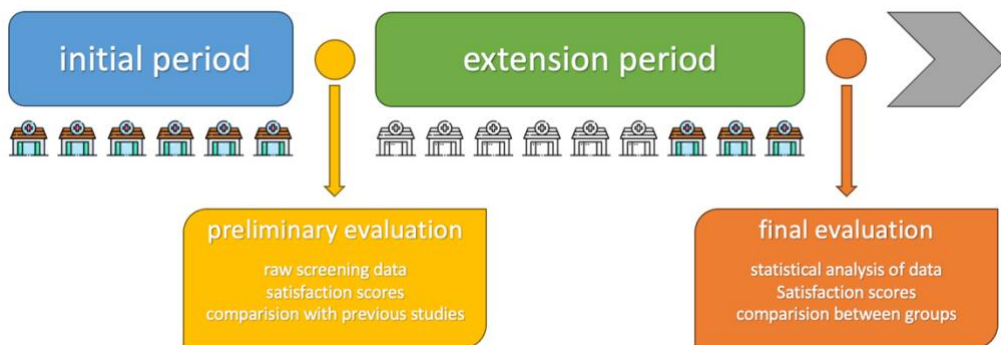 initial period
extension period
preliminary evaluation
raw screening data
satisfaction scores
comparision with previous studies
final evaluation
statistical analysis of data
Satisfaction scores
comparision between groups